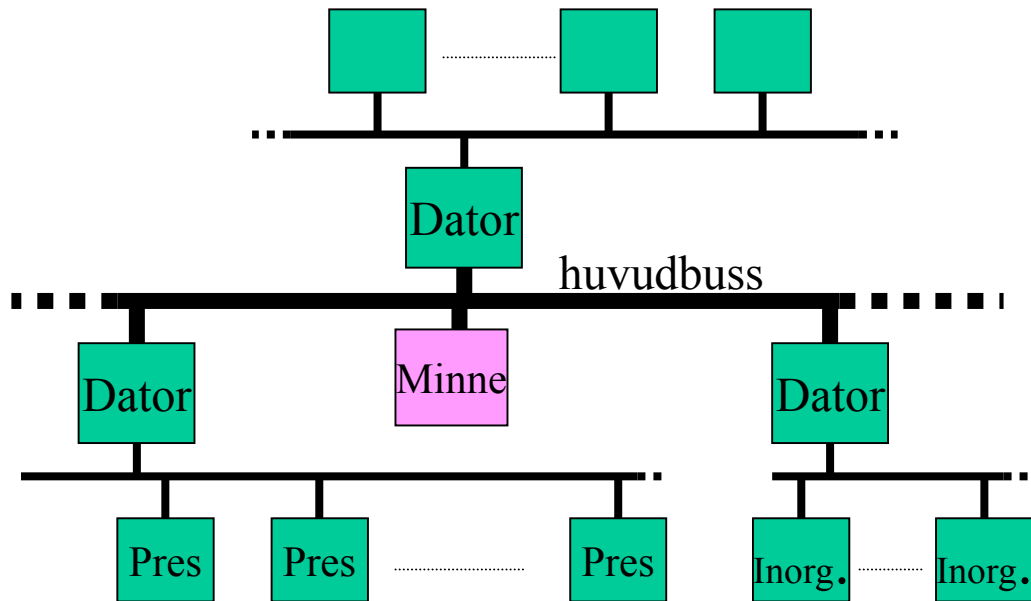 Dator
huvudbuss
Dator
Minne
Dator
Pres
Pres
Pres
Inorg.
Inorg.